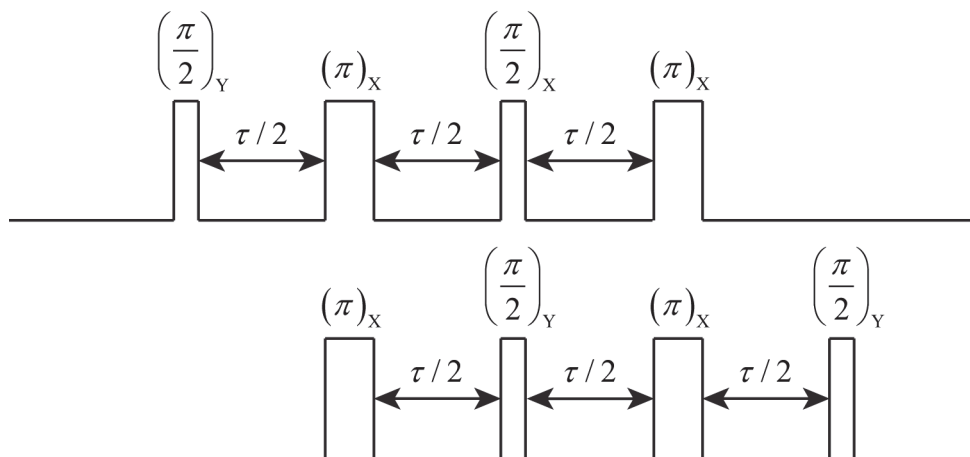 (π/2)_Y (π)_X (π/2)_X (π)_X
τ / 2 τ / 2 τ / 2
(π)_X (π/2)_Y (π)_X (π/2)_Y
τ / 2 τ / 2 τ / 2